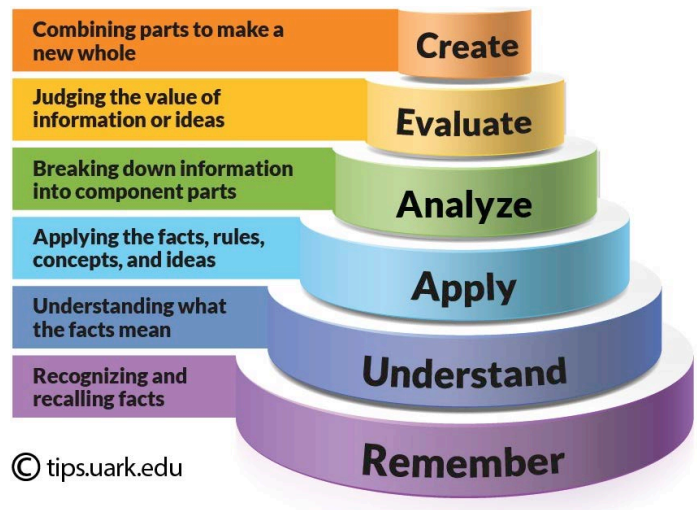 Combining parts to make a
new whole
Create
Judging the value of
information or ideas
Evaluate
Breaking down information
into component parts
Analyze
Applying the facts, rules,
concepts, and ideas
Apply
Understanding what
the facts mean
Understand
Recognizing and
recalling facts
Remember
© tips.uark.edu